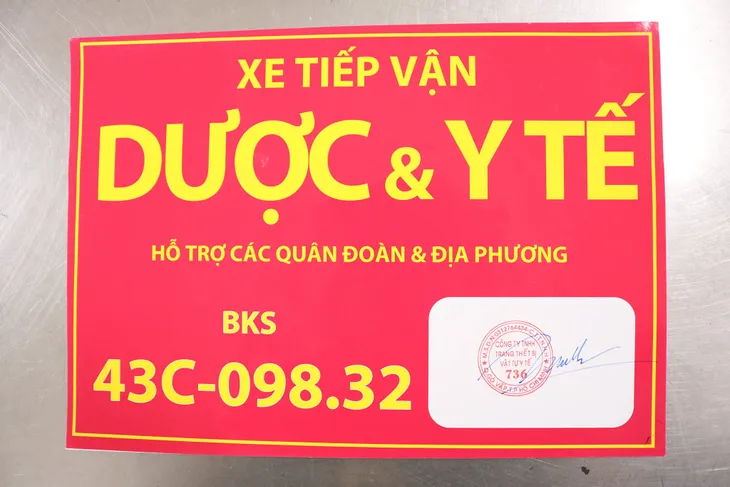 XE TIẾP VẬN
DƯỢC & Y TẾ
HỖ TRỢ CÁC QUÂN ĐOÀN & ĐỊA PHƯƠNG
BKS
43C-098.32
CÔNG TY TNHH
TRANG THIẾT BỊ
VẬT TƯ Y TẾ
736